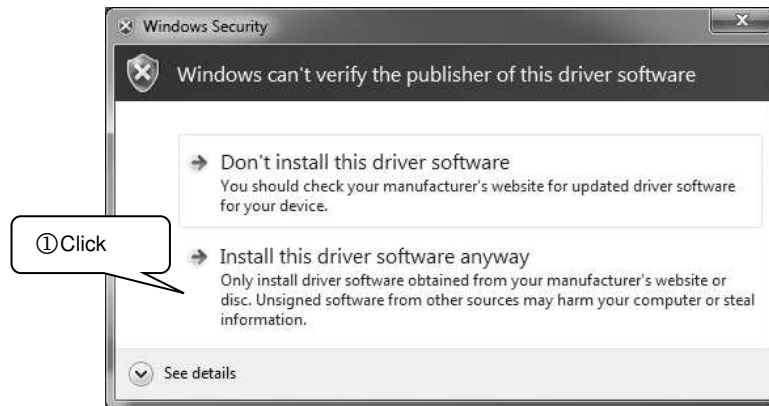 Windows Security
Windows can't verify the publisher of this driver software
Don't install this driver software
You should check your manufacturer's website for updated driver software
for your device.
①Click
Install this driver software anyway
Only install driver software obtained from your manufacturer's website or
disc. Unsigned software from other sources may harm your computer or steal
information.
See details